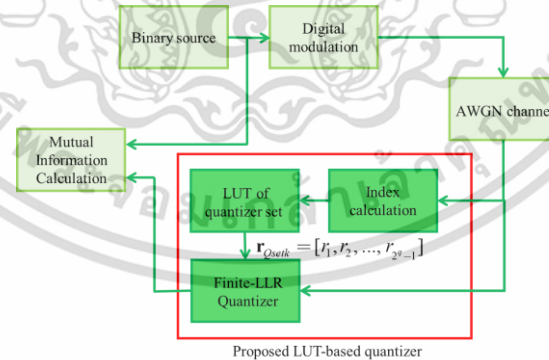 Binary source
Digital
modulation
AWGN channel
Mutual
Information
Calculation
LUT of
quantizer set
Index
calculation
r_{Qsetk} = [r_1, r_2, ..., r_{2^q-1}]
Finite-LLR
Quantizer
Proposed LUT-based quantizer